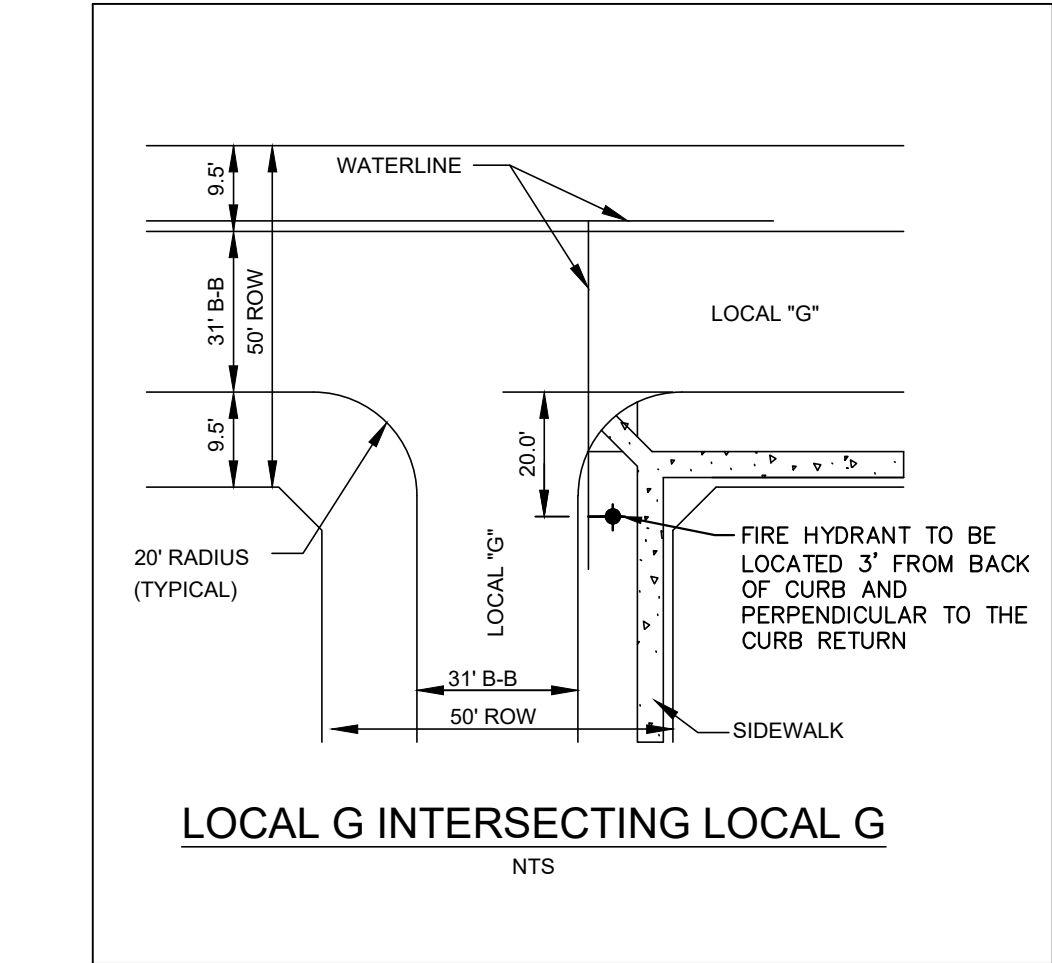 9.5'
WATERLINE
31' B-B
50' ROW
LOCAL "G"
9.5'
20.0'
20' RADIUS
(TYPICAL)
LOCAL "G"
FIRE HYDRANT TO BE
LOCATED 3' FROM BACK
OF CURB AND
PERPENDICULAR TO THE
CURB RETURN
31' B-B
50' ROW
SIDEWALK
LOCAL G INTERSECTING LOCAL G
NTS